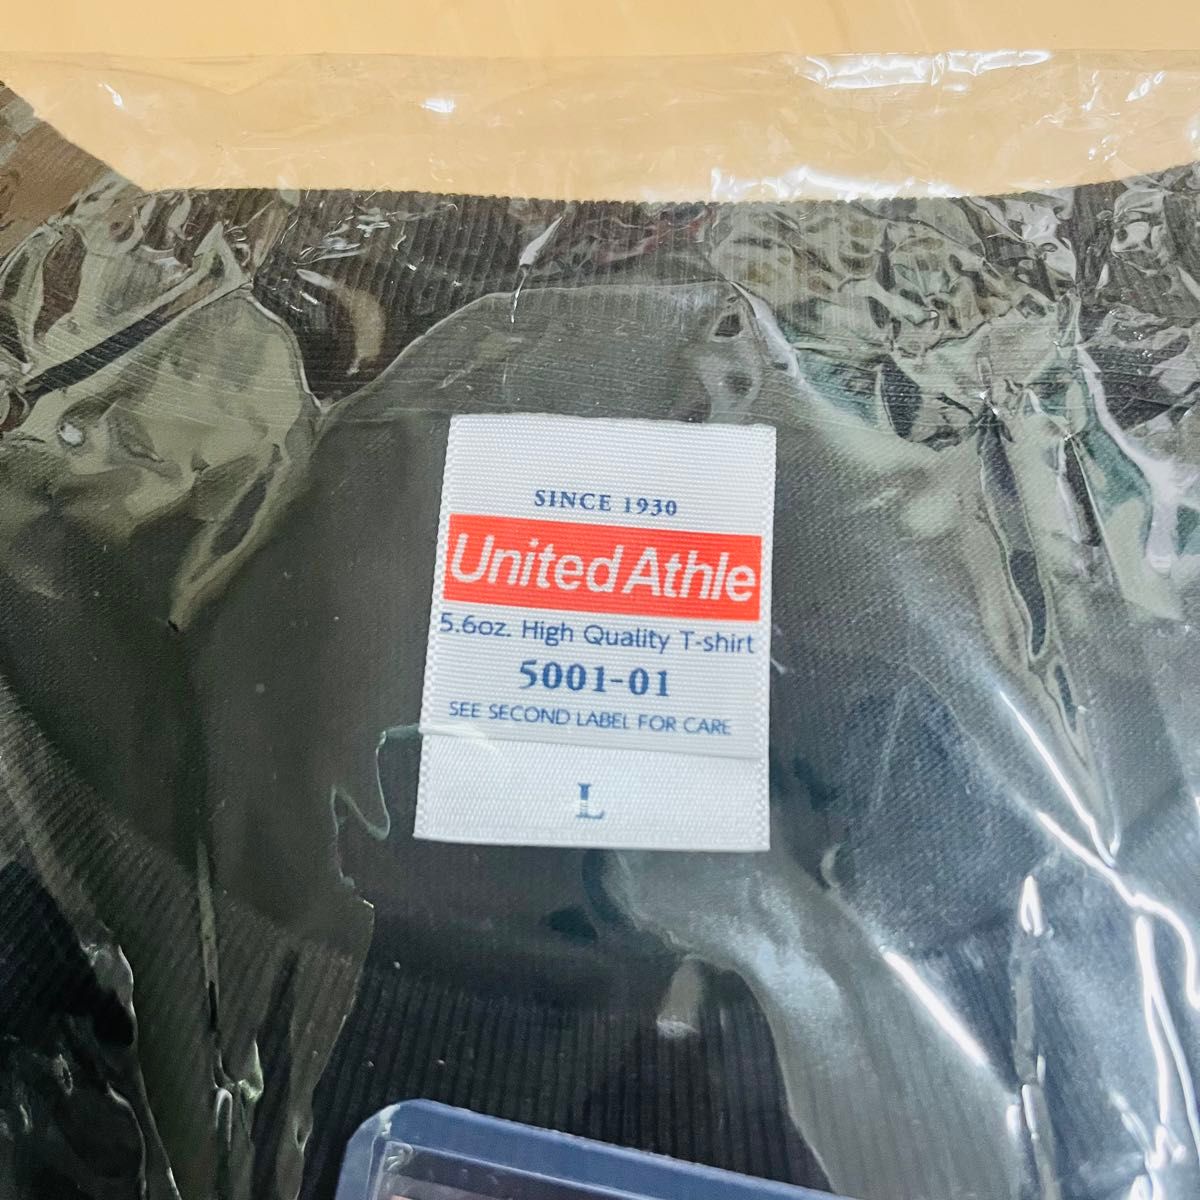 SINCE 1930
United Athle
5.6oz. High Quality T-shirt
5001-01
SEE SECOND LABEL FOR CARE
L